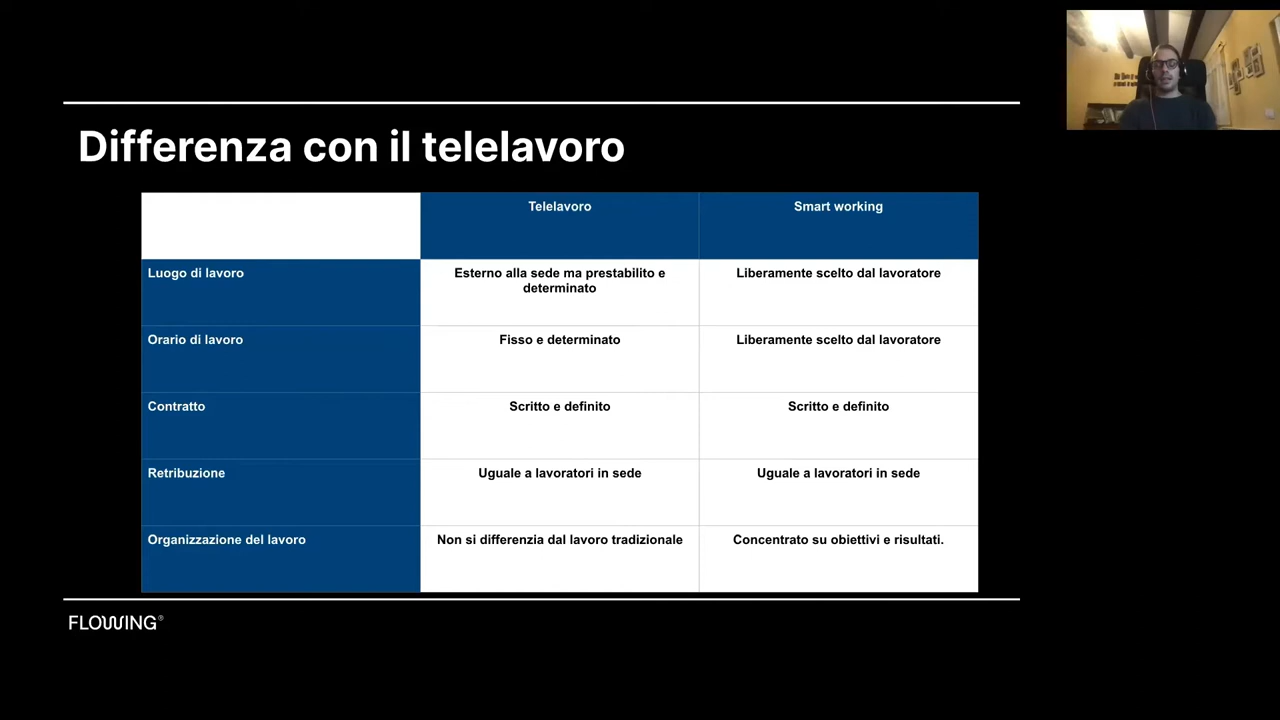 Differenza con il telelavoro
Telelavoro
Smart working
Luogo di lavoro
Esterno alla sede ma prestabilito e
determinato
Liberamente scelto dal lavoratore
Orario di lavoro
Fisso e determinato
Liberamente scelto dal lavoratore
Contratto
Scritto e definito
Scritto e definito
Retribuzione
Uguale a lavoratori in sede
Uguale a lavoratori in sede
Organizzazione del lavoro
Non si differenzia dal lavoro tradizionale
Concentrato su obiettivi e risultati.
FLOWING®